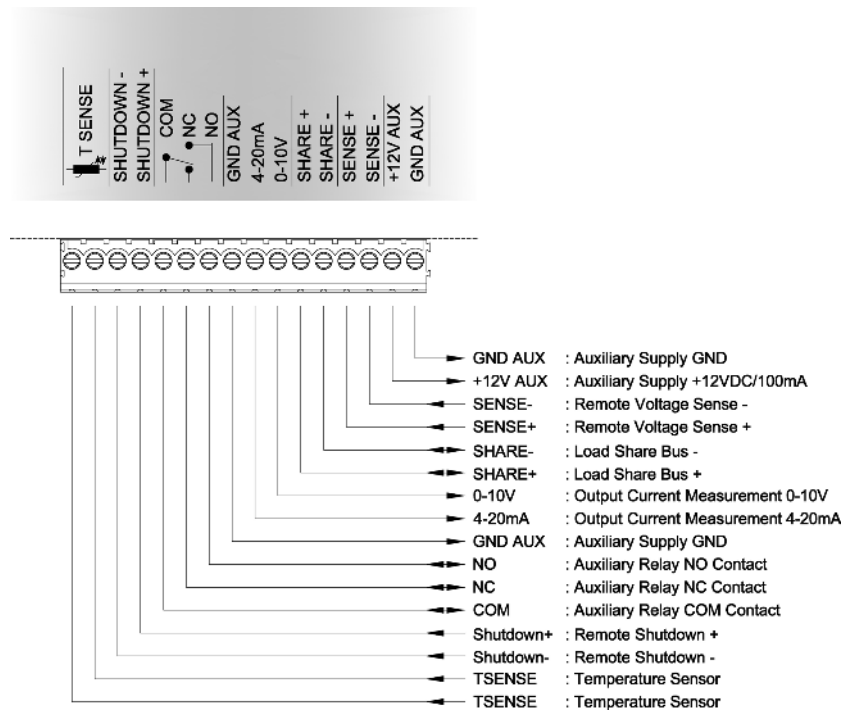 T SENSE
SHUTDOWN -
SHUTDOWN +
COM
NC
NO
GND AUX
4-20mA
0-10V
SHARE +
SHARE -
SENSE +
SENSE -
+12V AUX
GND AUX
GND AUX : Auxiliary Supply GND
+12V AUX : Auxiliary Supply +12VDC/100mA
SENSE- : Remote Voltage Sense -
SENSE+ : Remote Voltage Sense +
SHARE- : Load Share Bus -
SHARE+ : Load Share Bus +
0-10V : Output Current Measurement 0-10V
4-20mA : Output Current Measurement 4-20mA
GND AUX : Auxiliary Supply GND
NO : Auxiliary Relay NO Contact
NC : Auxiliary Relay NC Contact
COM : Auxiliary Relay COM Contact
Shutdown+ : Remote Shutdown +
Shutdown- : Remote Shutdown -
TSENSE : Temperature Sensor
TSENSE : Temperature Sensor